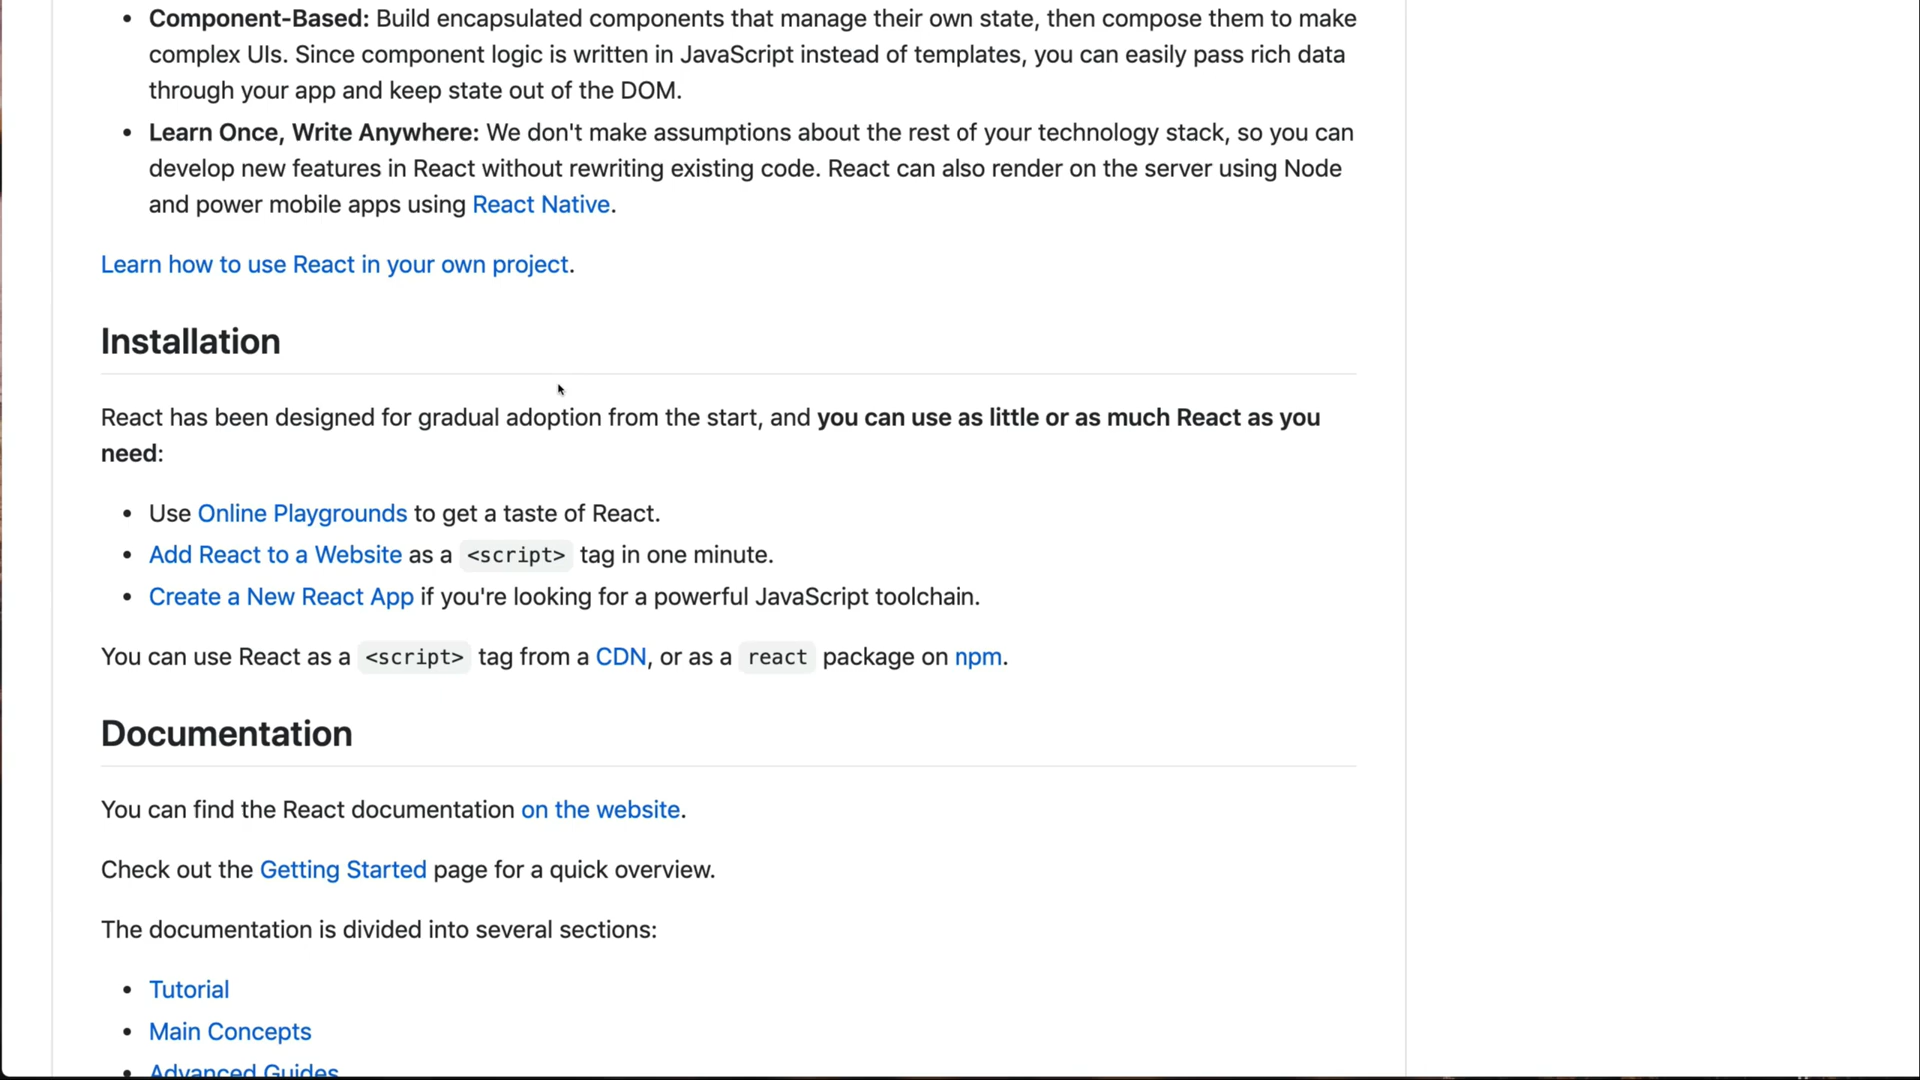 • Component-Based: Build encapsulated components that manage their own state, then compose them to make
complex UIs. Since component logic is written in JavaScript instead of templates, you can easily pass rich data
through your app and keep state out of the DOM.
• Learn Once, Write Anywhere: We don't make assumptions about the rest of your technology stack, so you can
develop new features in React without rewriting existing code. React can also render on the server using Node
and power mobile apps using React Native.
Learn how to use React in your own project.
Installation
React has been designed for gradual adoption from the start, and you can use as little or as much React as you
need:
• Use Online Playgrounds to get a taste of React.
• Add React to a Website as a <script> tag in one minute.
• Create a New React App if you're looking for a powerful JavaScript toolchain.
You can use React as a <script> tag from a CDN, or as a react package on npm.
Documentation
You can find the React documentation on the website.
Check out the Getting Started page for a quick overview.
The documentation is divided into several sections:
• Tutorial
• Main Concepts
• Advanced Guides